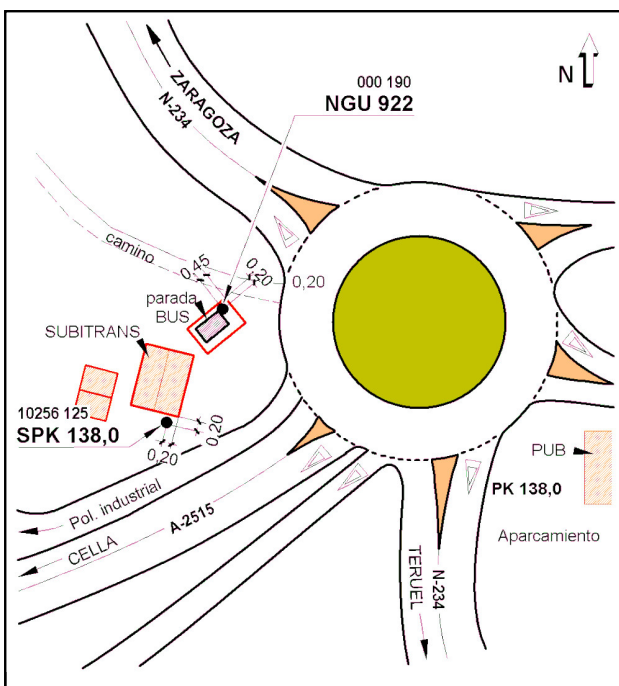 000 190
NGU 922
N
ZARAGOZA
N-234
camino
0,45
0,20
0,20
parada
BUS
SUBITRANS
10256 125
SPK 138,0
0,20
0,20
PUB
PK 138,0
Aparcamiento
Pol. industrial
CELLA
A-2515
TERUEL
N-234